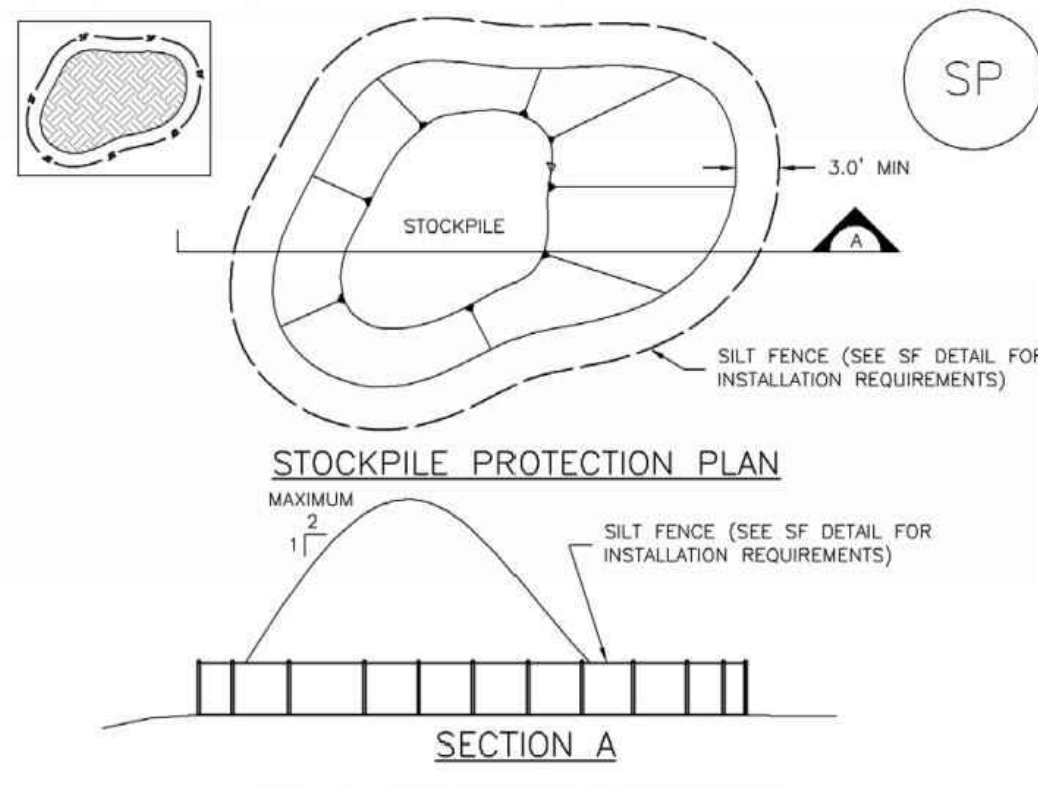 SP
3.0' MIN
STOCKPILE
A
SILT FENCE (SEE SF DETAIL FOR
INSTALLATION REQUIREMENTS)
STOCKPILE PROTECTION PLAN
MAXIMUM
2
1
SILT FENCE (SEE SF DETAIL FOR
INSTALLATION REQUIREMENTS)
SECTION A